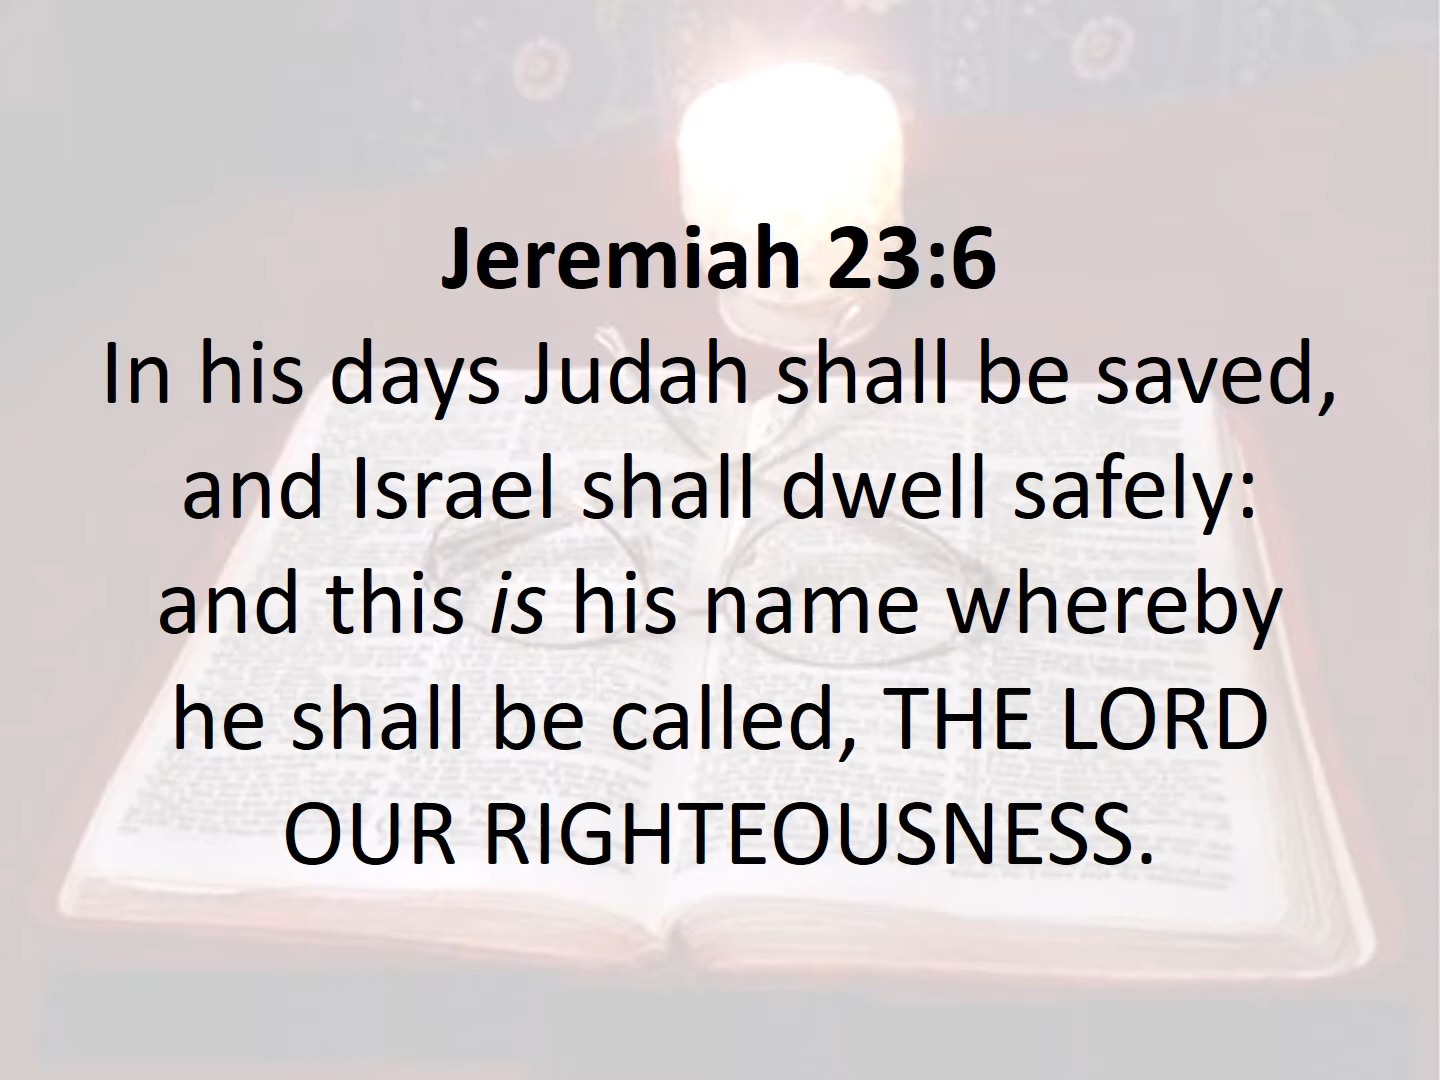 Jeremiah 23:6
In his days Judah shall be saved,
and Israel shall dwell safely:
and this is his name whereby
he shall be called, THE LORD
OUR RIGHTEOUSNESS.